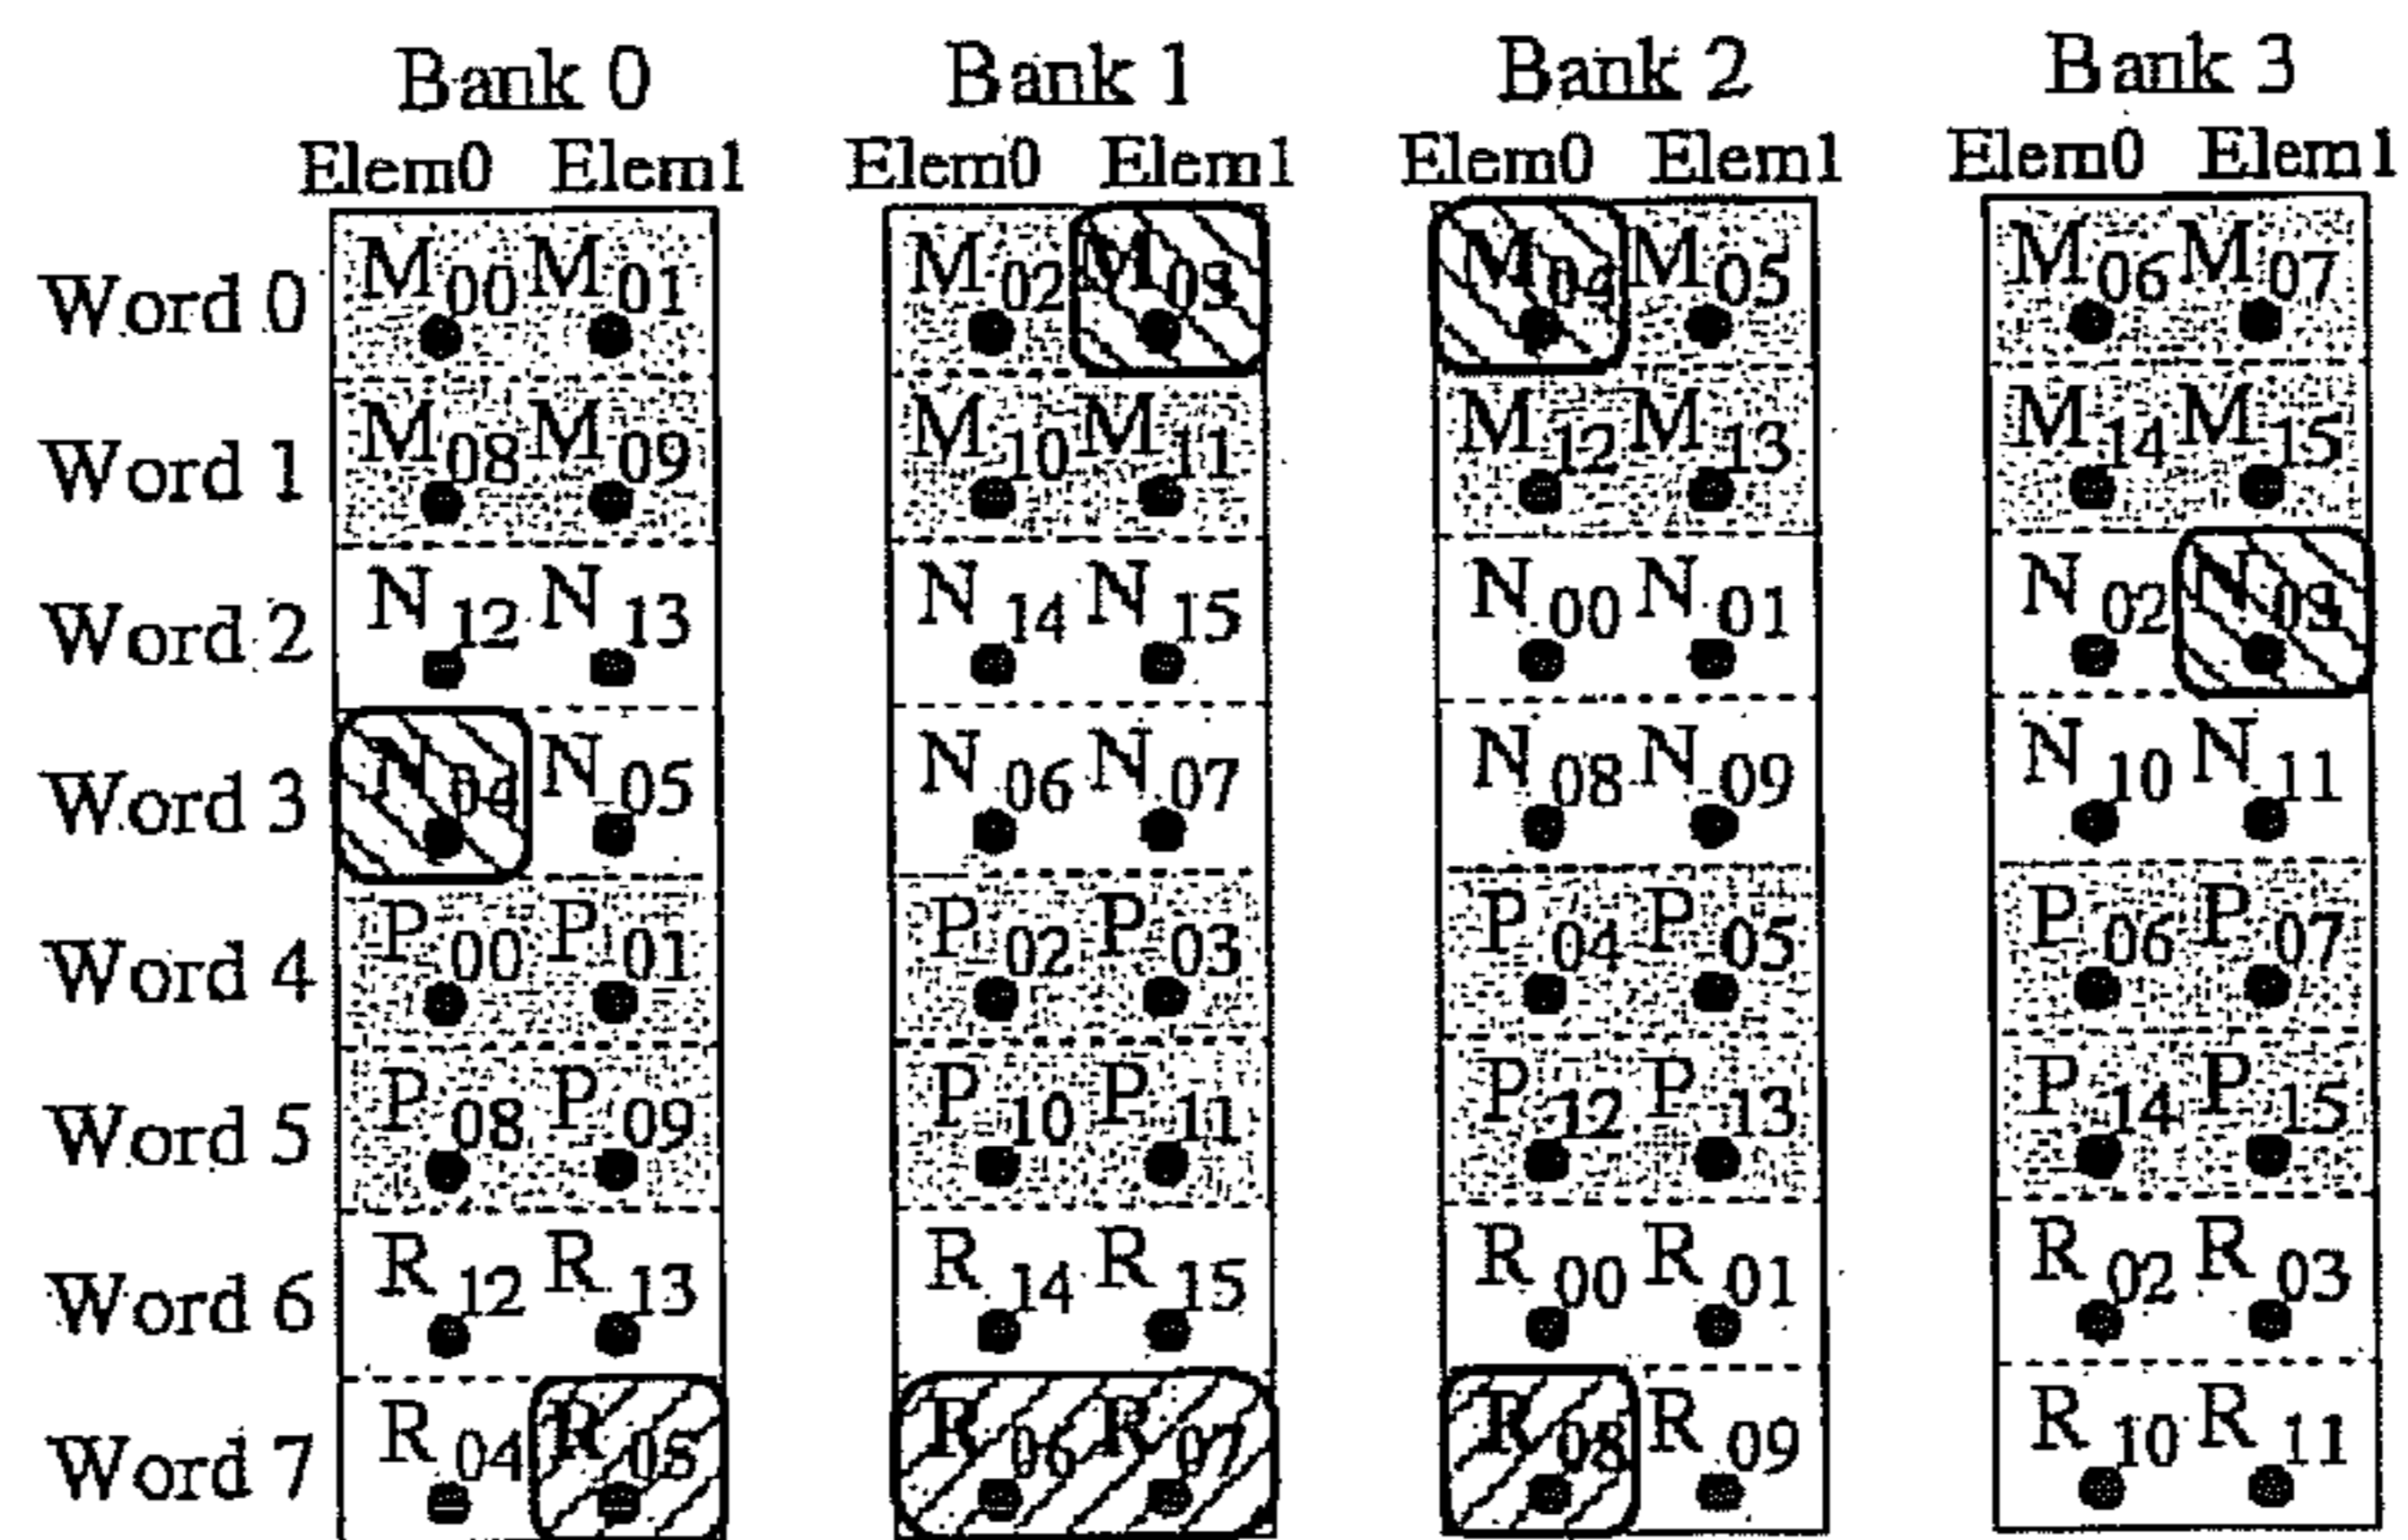 Bank 0 Bank 1 Bank 2 Bank 3
Elem0 Elem1 Elem0 Elem1 Elem0 Elem1 Elem0 Elem1
Word 0 M00 M01 M02 M03 M04 M05 M06 M07
Word 1 M08 M09 M10 M11 M12 M13 M14 M15
Word 2 N12 N13 N14 N15 N00 N01 N02 N03
Word 3 N04 N05 N06 N07 N08 N09 N10 N11
Word 4 P00 P01 P02 P03 P04 P05 P06 P07
Word 5 P08 P09 P10 P11 P12 P13 P14 P15
Word 6 R12 R13 R14 R15 R00 R01 R02 R03
Word 7 R04 R05 R06 R07 R08 R09 R10 R11